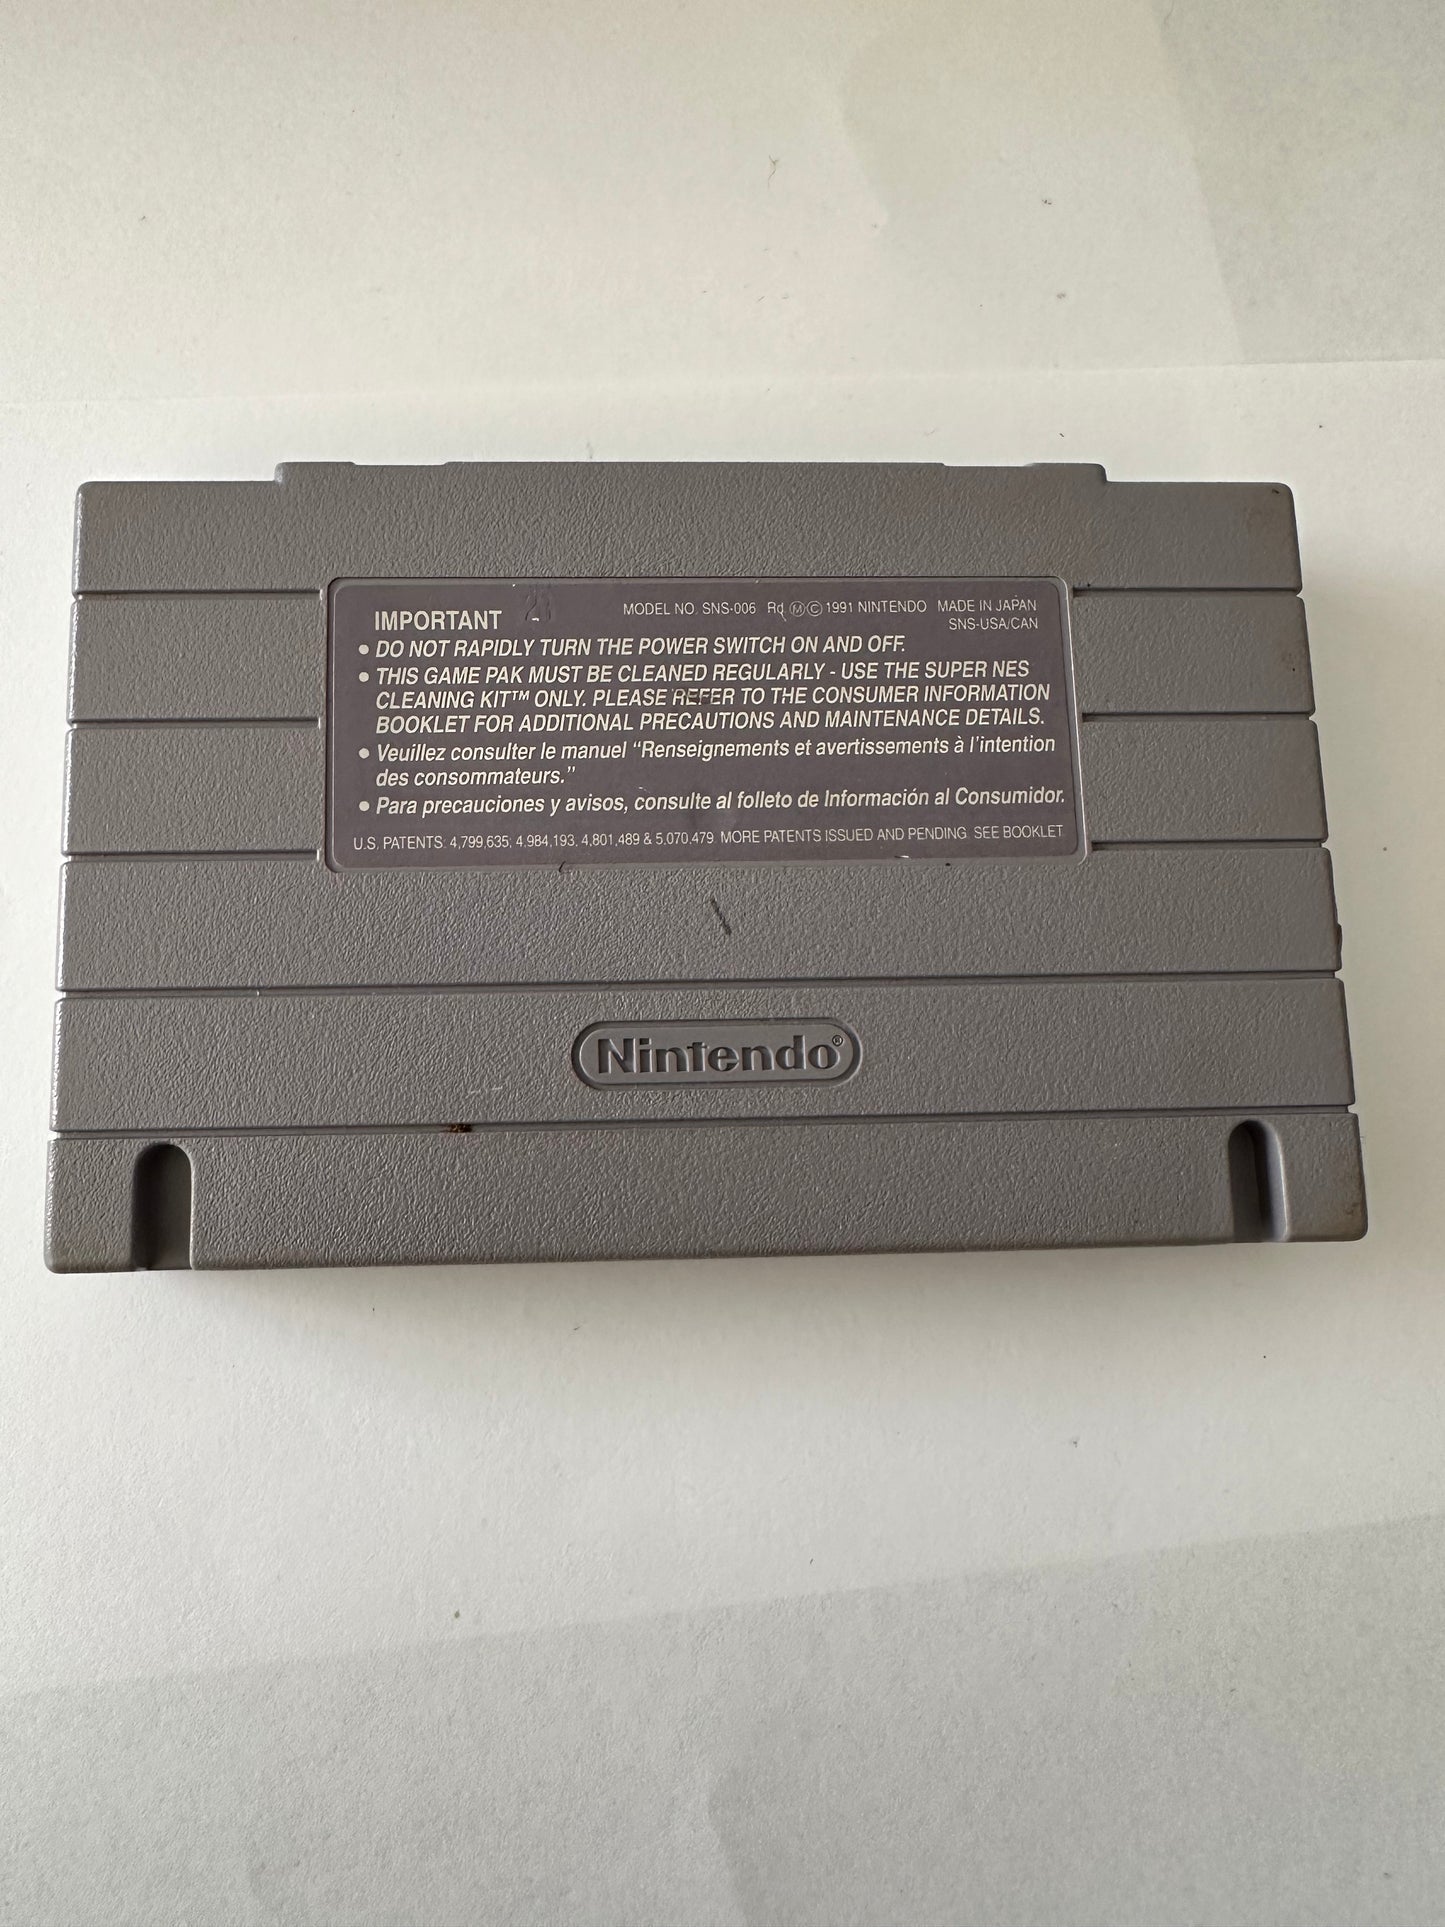 IMPORTANT 21 MODEL NO. SNS-006 Rd ⓂⒸ 1991 NINTENDO MADE IN JAPAN
SNS-USA/CAN
● DO NOT RAPIDLY TURN THE POWER SWITCH ON AND OFF.
● THIS GAME PAK MUST BE CLEANED REGULARLY - USE THE SUPER NES
CLEANING KIT™ ONLY. PLEASE REFER TO THE CONSUMER INFORMATION
BOOKLET FOR ADDITIONAL PRECAUTIONS AND MAINTENANCE DETAILS.
● Veuillez consulter le manuel “Renseignements et avertissements à l'intention
des consommateurs.”
● Para precauciones y avisos, consulte al folleto de Información al Consumidor.
U.S. PATENTS: 4,799,635; 4,984,193, 4,801,489 & 5,070,479 MORE PATENTS ISSUED AND PENDING. SEE BOOKLET
Nintendo®